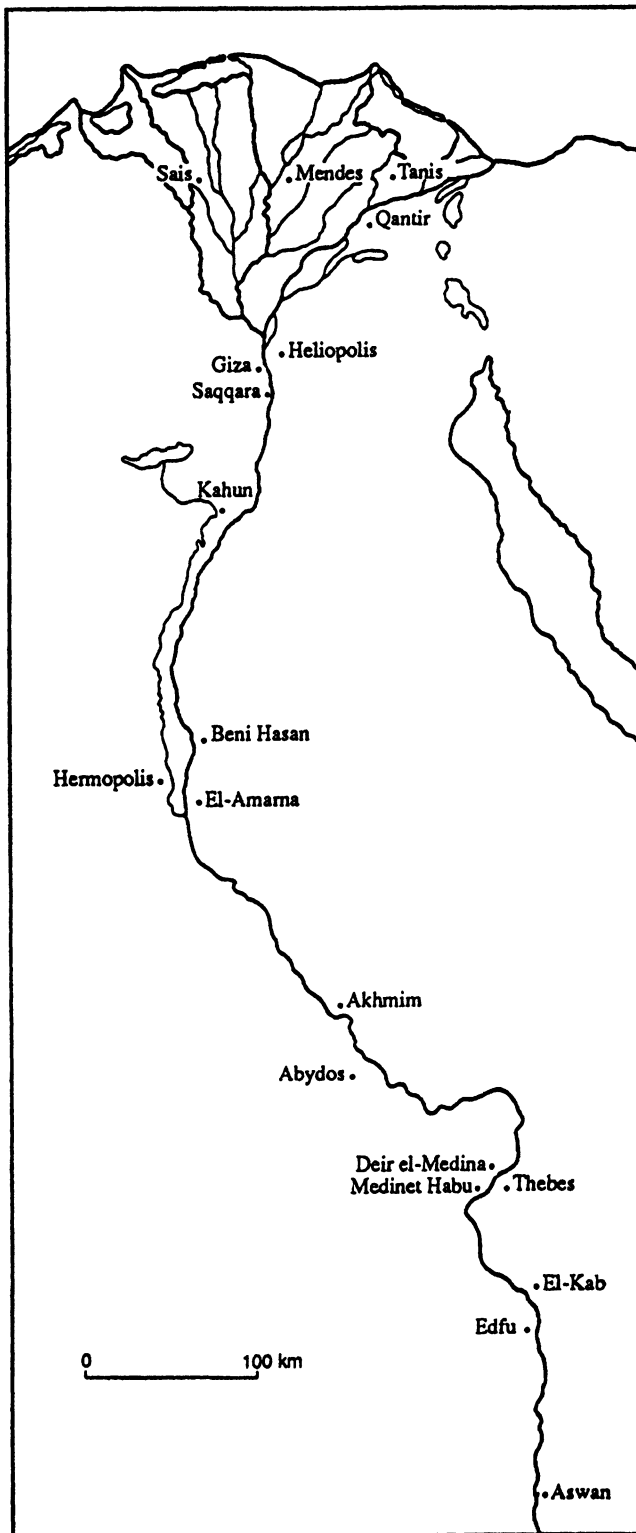 Sais
Mendes
Tanis
Qantir
Heliopolis
Giza
Saqqara
Kahun
Beni Hasan
Hermopolis
El-Amarna
Akhmim
Abydos
Deir el-Medina
Medinet Habu
Thebes
El-Kab
Edfu
0 100 km
Aswan